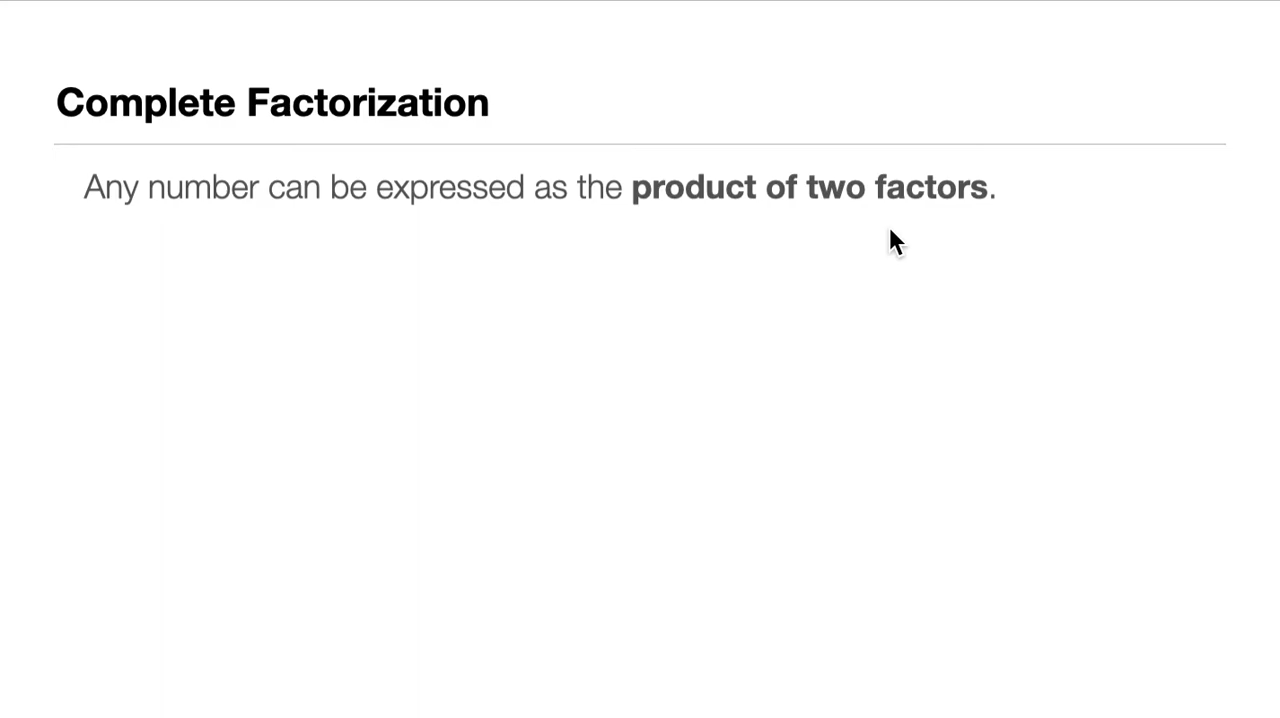 Complete Factorization
Any number can be expressed as the product of two factors.